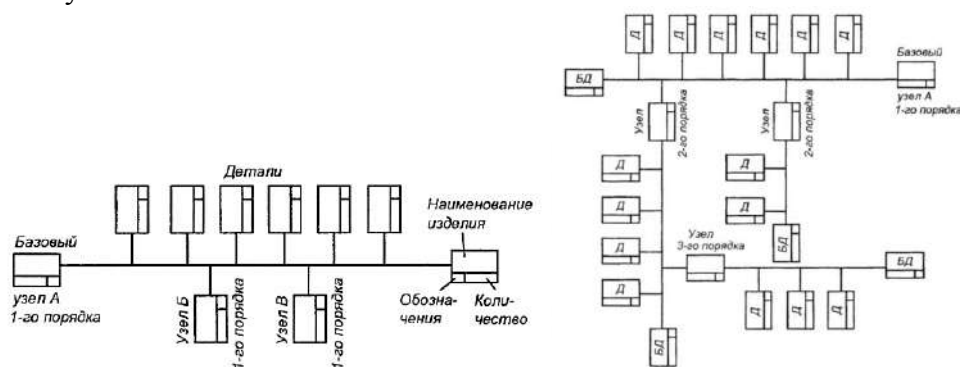 Детали
Наименование
изделия
Базовый
узел А
1-го порядка
Узел Б
1-го порядка
Узел В
1-го порядка
Обозна-
чения
Коли-
чество
Д
Д
Д
Д
Д
Д
Базовый
БД
узел А
1-го порядка
Узел
2-го порядка
Узел
2-го порядка
Д
Д
Д
Д
Д
Д
БД
Узел
3-го порядка
БД
Д
Д
Д
БД